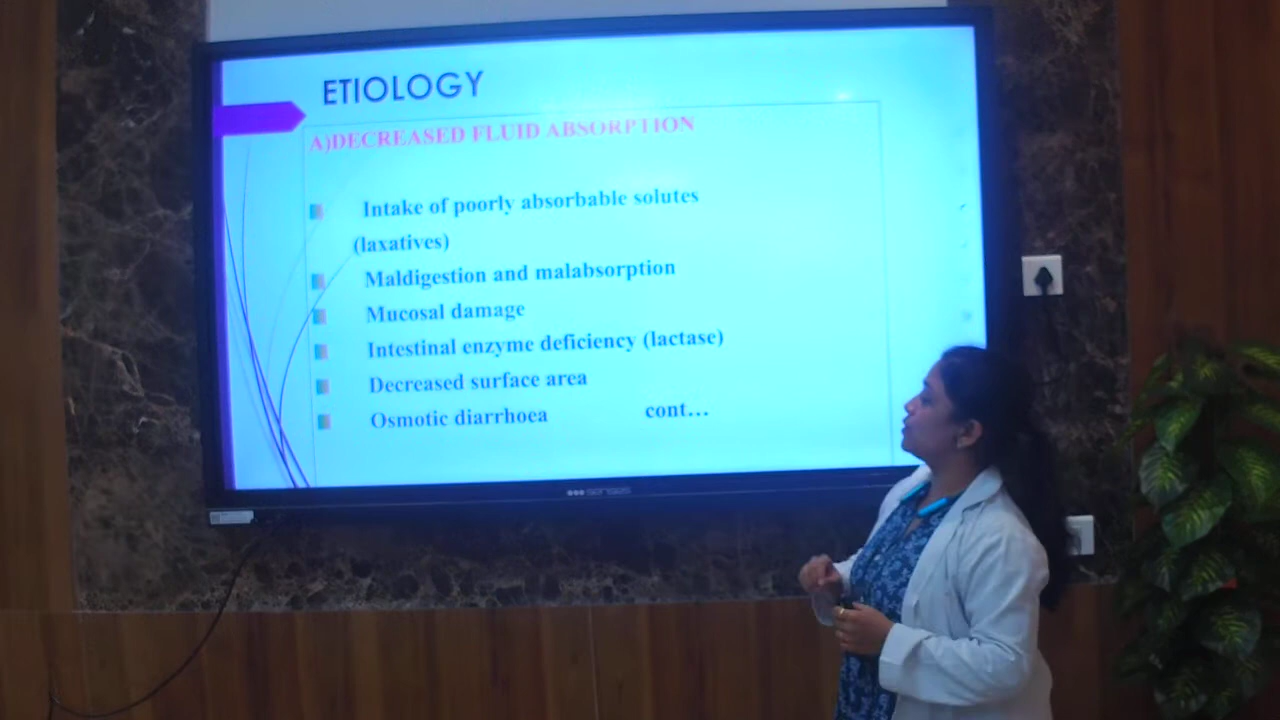 ETIOLOGY
A)DECREASED FLUID ABSORPTION
Intake of poorly absorbable solutes
(laxatives)
Maldigestion and malabsorption
Mucosal damage
Intestinal enzyme deficiency (lactase)
Decreased surface area
Osmotic diarrhoea cont...